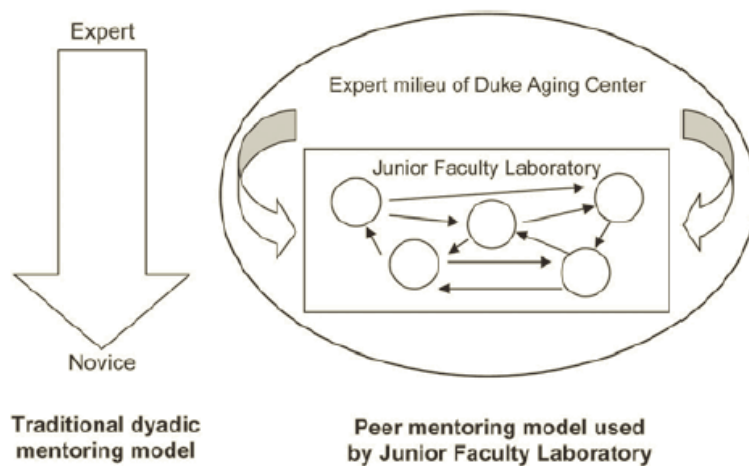 Expert
Expert milieu of Duke Aging Center
Junior Faculty Laboratory
Novice
Traditional dyadic
mentoring model
Peer mentoring model used
by Junior Faculty Laboratory